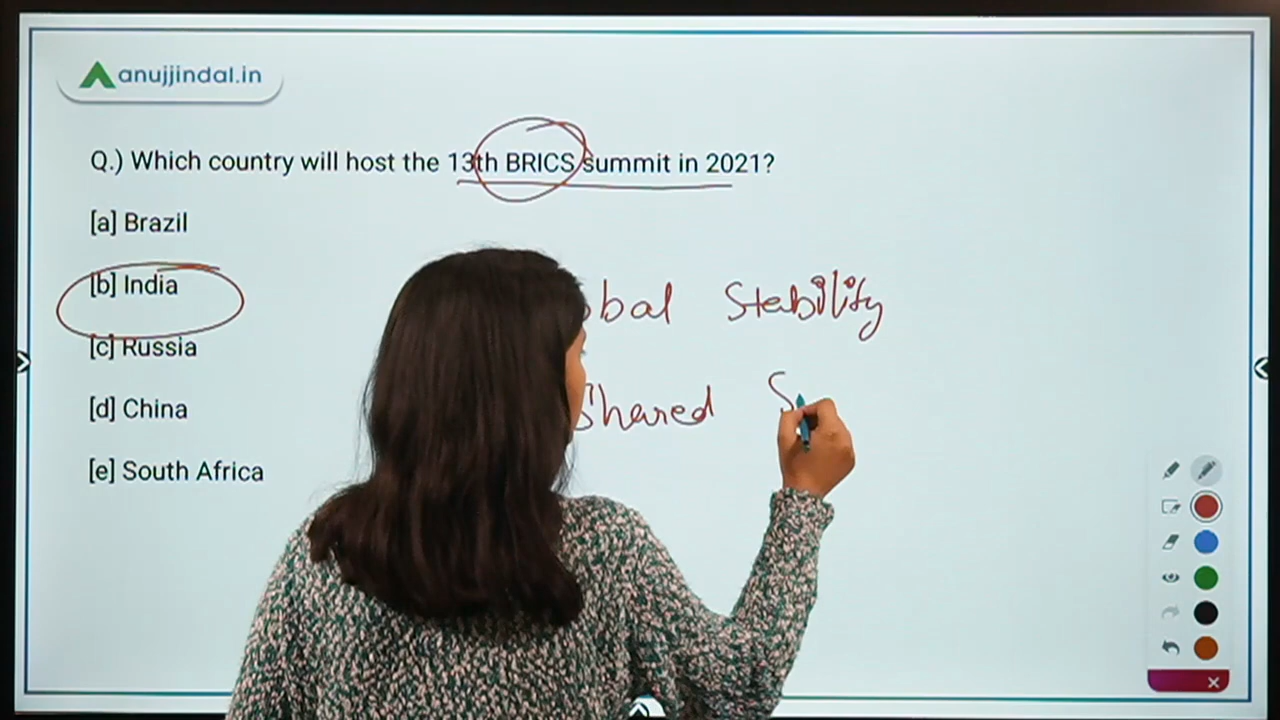 anujjindal.in
Q.) Which country will host the 13th BRICS summit in 2021?
[a] Brazil
[b] India
bal Stability
[c] Russia
Shared S
[d] China
[e] South Africa